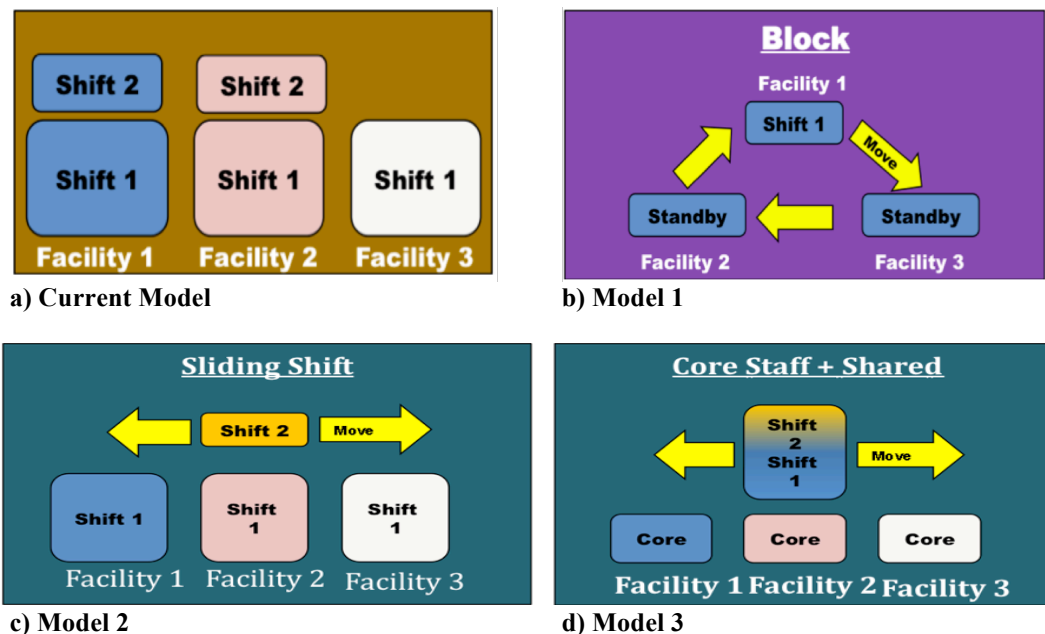 Shift 2
Shift 2
Shift 1
Shift 1
Shift 1
Facility 1
Facility 2
Facility 3
a) Current Model
Block
Facility 1
Shift 1
Move
Standby
Standby
Facility 2
Facility 3
b) Model 1
Sliding Shift
Shift 2
Move
Shift 1
Shift
1
Shift
1
Facility 1
Facility 2
Facility 3
c) Model 2
Core Staff + Shared
Shift
2
Shift
1
Move
Core
Core
Core
Facility 1
Facility 2
Facility 3
d) Model 3